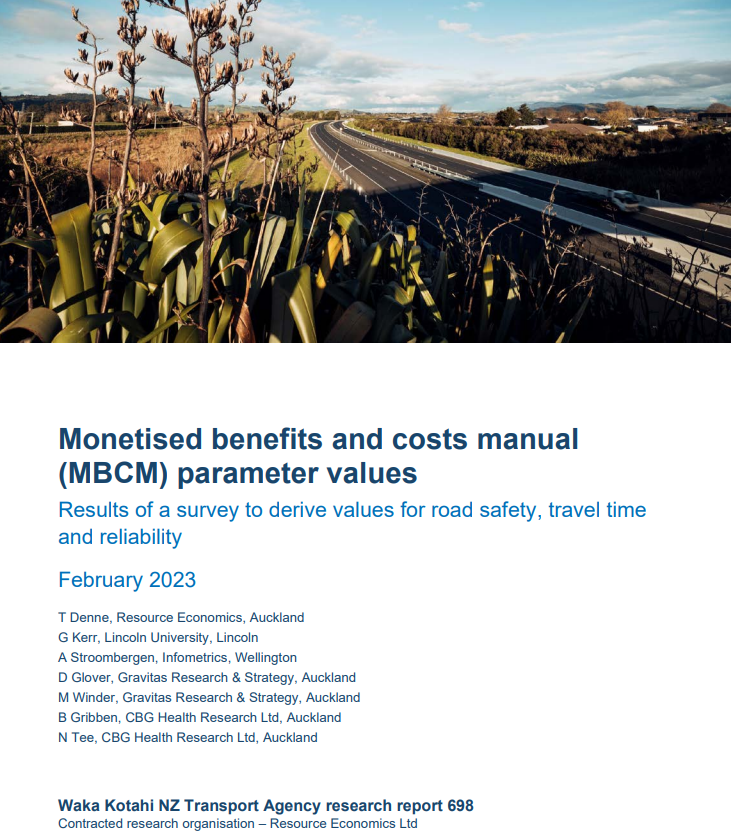 Monetised benefits and costs manual
(MBCM) parameter values
Results of a survey to derive values for road safety, travel time
and reliability
February 2023
T Denne, Resource Economics, Auckland
G Kerr, Lincoln University, Lincoln
A Stroombergen, Infometrics, Wellington
D Glover, Gravitas Research & Strategy, Auckland
M Winder, Gravitas Research & Strategy, Auckland
B Gribben, CBG Health Research Ltd, Auckland
N Tee, CBG Health Research Ltd, Auckland
Waka Kotahi NZ Transport Agency research report 698
Contracted research organisation – Resource Economics Ltd